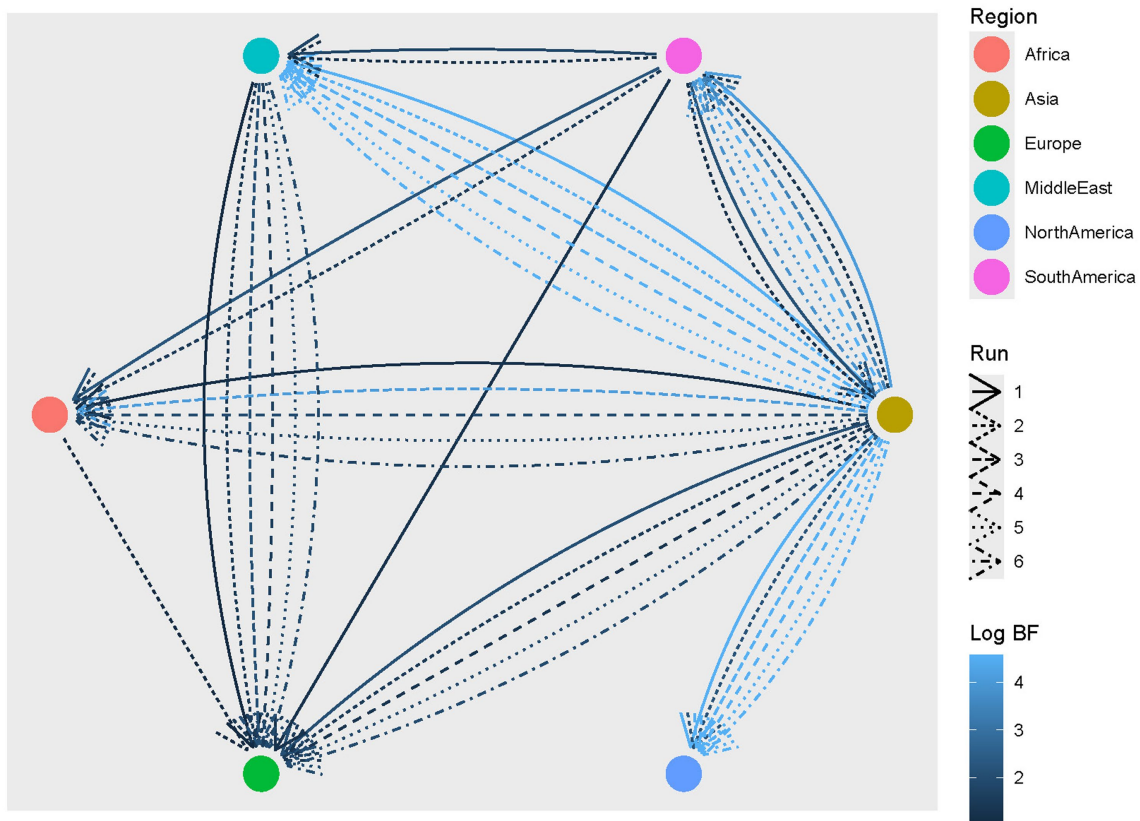 Region
Africa
Asia
Europe
MiddleEast
NorthAmerica
SouthAmerica
Run
1
2
3
4
5
6
Log BF
4
3
2